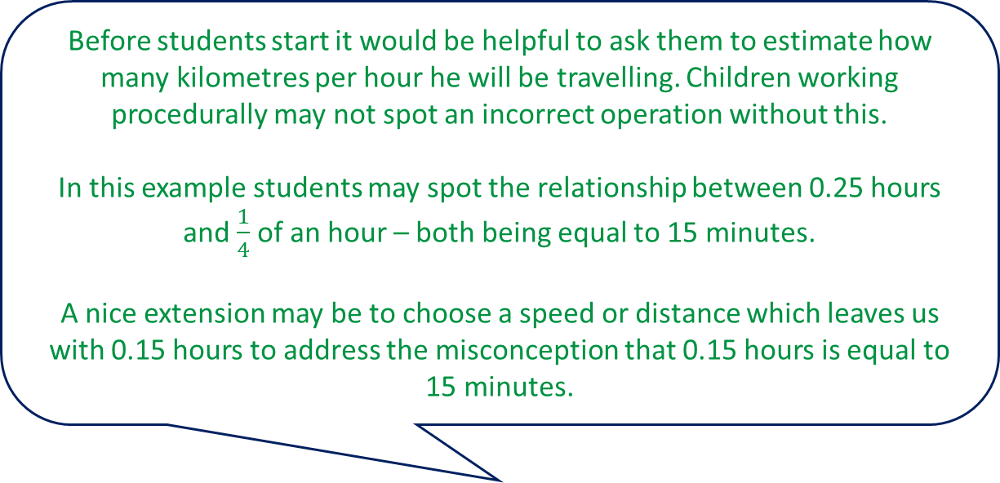 Before students start it would be helpful to ask them to estimate how
many kilometres per hour he will be travelling. Children working
procedurally may not spot an incorrect operation without this.
In this example students may spot the relationship between 0.25 hours
and 1/4 of an hour – both being equal to 15 minutes.
A nice extension may be to choose a speed or distance which leaves us
with 0.15 hours to address the misconception that 0.15 hours is equal to
15 minutes.